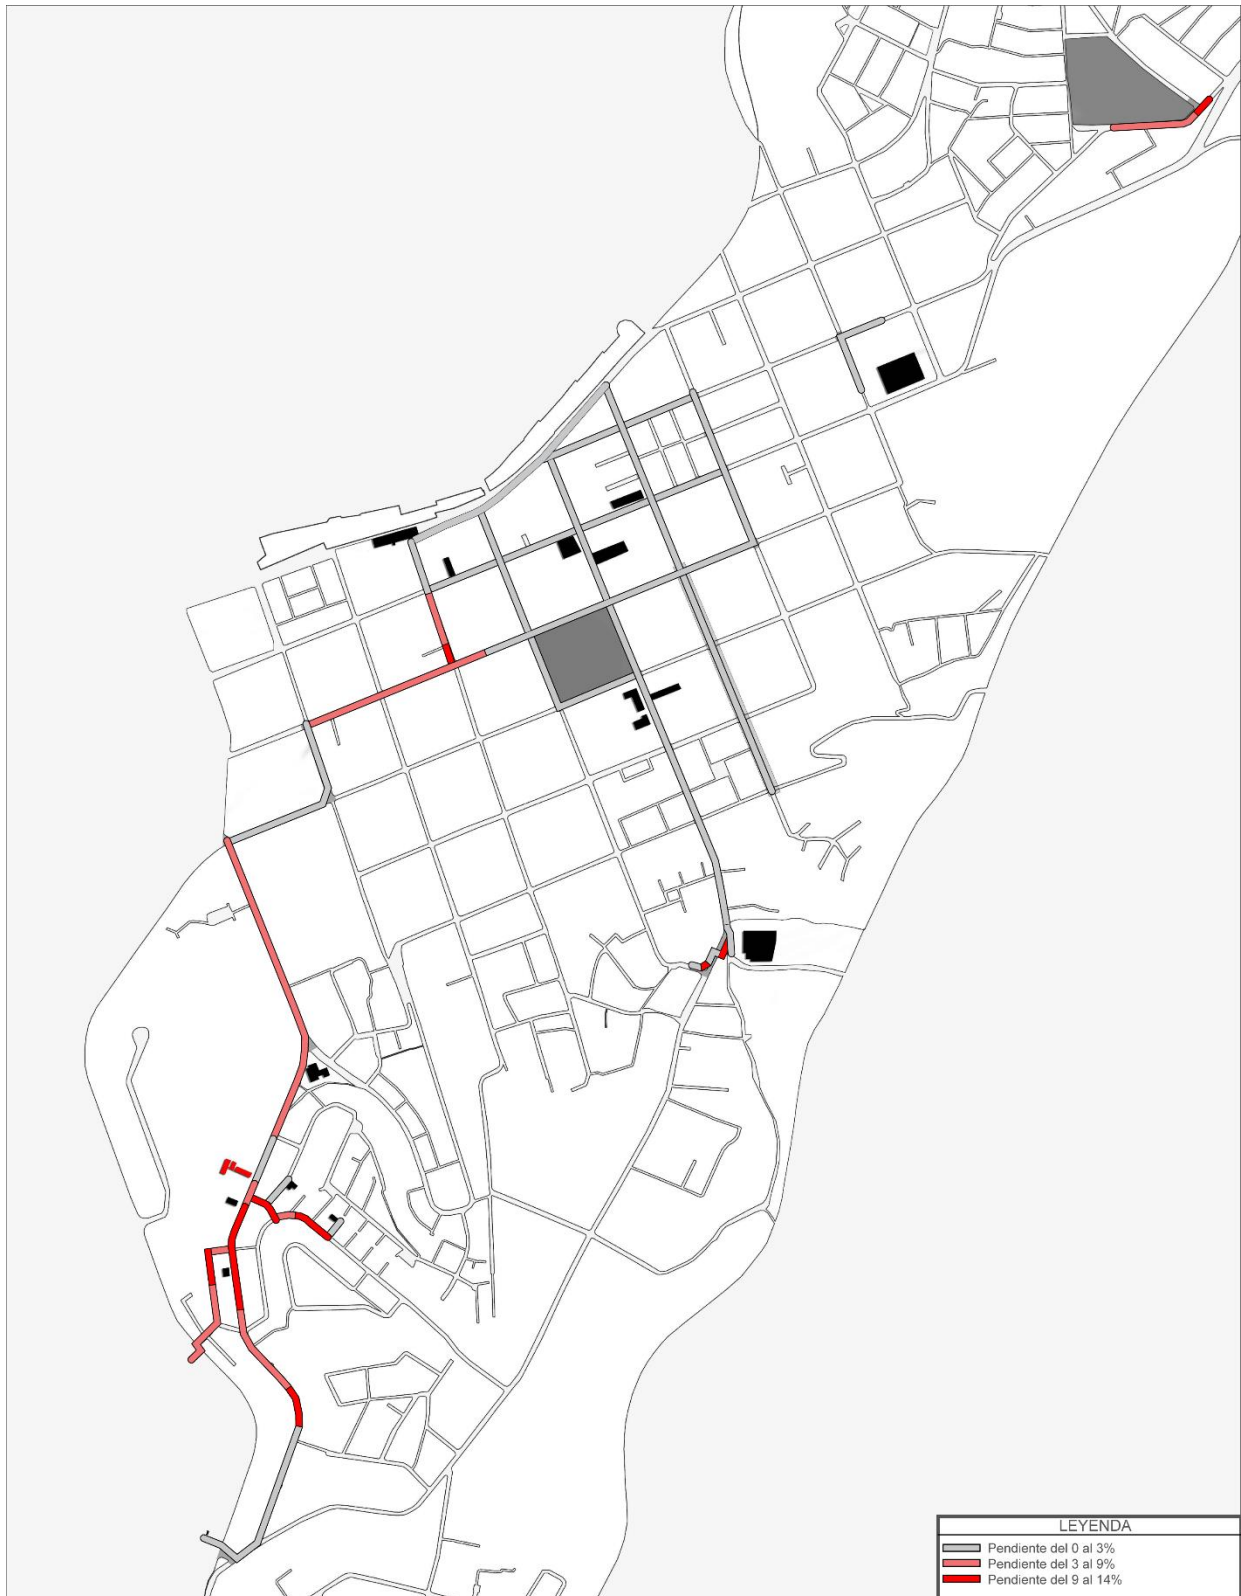 LEYENDA
Pendiente del 0 al 3%
Pendiente del 3 al 9%
Pendiente del 9 al 14%